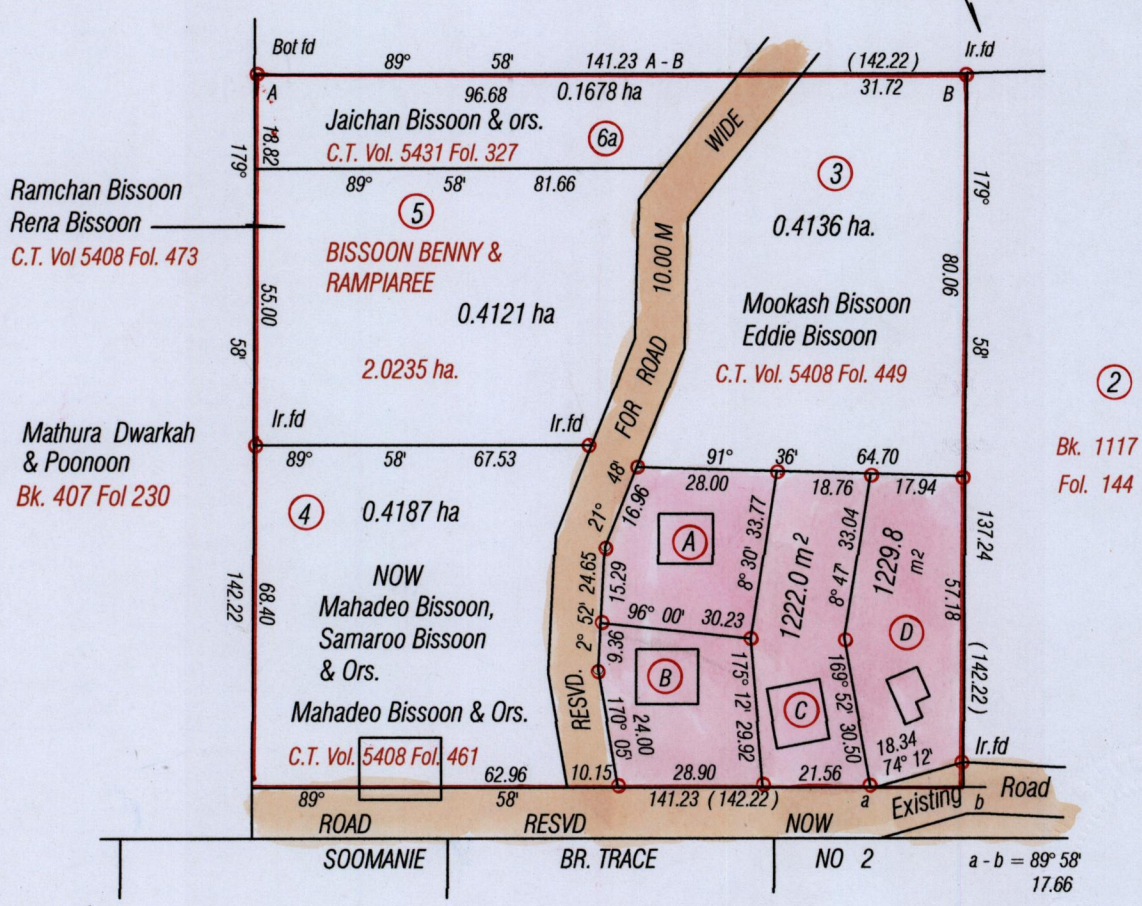 Bot fd
89° 58' 141.23 A - B (142.22)
Ir.fd
A 96.68 0.1678 ha 31.72 B
Jaichan Bissoon & ors.
6a
C.T. Vol. 5431 Fol. 327
18.82
179°
89° 58' 81.66
WIDE
3
179°
Ramchan Bissoon
Rena Bissoon
C.T. Vol 5408 Fol. 473
5
BISSOON BENNY &
RAMPIAREE
0.4121 ha
2.0235 ha.
55.00
58'
10.00 M
0.4136 ha.
80.06
Mookash Bissoon
Eddie Bissoon
C.T. Vol. 5408 Fol. 449
58'
FOR ROAD
2
Bk. 1117
Fol. 144
Mathura Dwarkah
& Poonoon
Bk. 407 Fol 230
Ir.fd
Ir.fd
89° 58' 67.53
91° 36' 64.70
28.00 18.76 17.94
4
0.4187 ha
21° 48'
16.96
A
8° 30' 33.77
1222.0 m²
8° 47' 33.04
1229.8
m²
137.24
57.18
(142.22)
142.22
68.40
NOW
Mahadeo Bissoon,
Samaroo Bissoon
& Ors.
2° 52' 24.65
15.29
96° 00' 30.23
9.36
B
D
175° 12' 29.92
C
169° 52' 30.50
RESVD.
170° 05'
24.00
Mahadeo Bissoon & Ors.
C.T. Vol. 5408 Fol. 461
18.34
74° 12'
Ir.fd
62.96 10.15 28.90 21.56
89° 58' 141.23 (142.22) a
Existing b Road
ROAD RESVD NOW
SOOMANIE BR. TRACE NO 2
a - b = 89° 58'
17.66